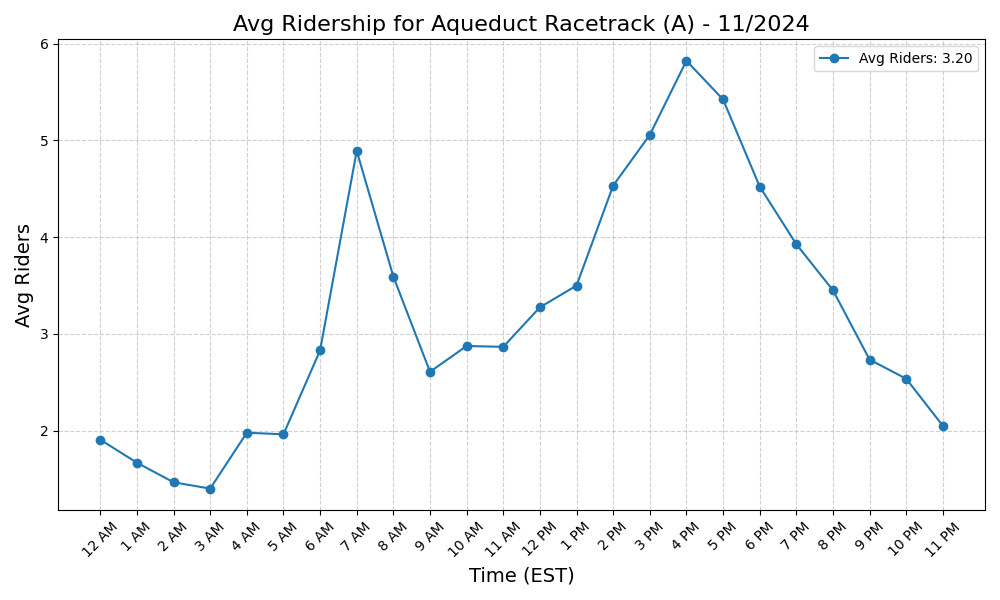 Avg Ridership for Aqueduct Racetrack (A) - 11/2024
Avg Riders: 3.20
6
5
4
3
2
Avg Riders
12 AM
1 AM
2 AM
3 AM
4 AM
5 AM
6 AM
7 AM
8 AM
9 AM
10 AM
11 AM
12 PM
1 PM
2 PM
3 PM
4 PM
5 PM
6 PM
7 PM
8 PM
9 PM
10 PM
11 PM
Time (EST)